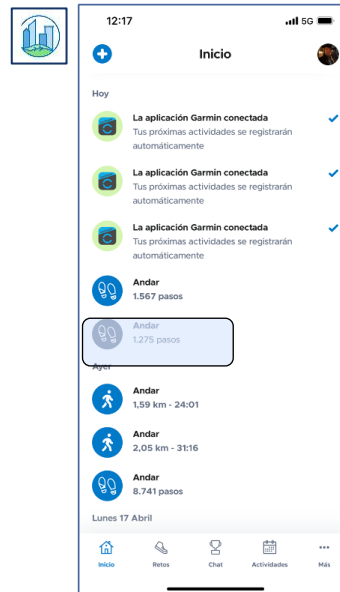 12:17
5G
Inicio
Hoy
La aplicación Garmin conectada
Tus próximas actividades se registrarán
automáticamente
La aplicación Garmin conectada
Tus próximas actividades se registrarán
automáticamente
La aplicación Garmin conectada
Tus próximas actividades se registrarán
automáticamente
Andar
1.567 pasos
Andar
1.275 pasos
Ayer
Andar
1,59 km - 24:01
Andar
2,05 km - 31:16
Andar
8.741 pasos
Lunes 17 Abril
Inicio Retos Chat Actividades Más